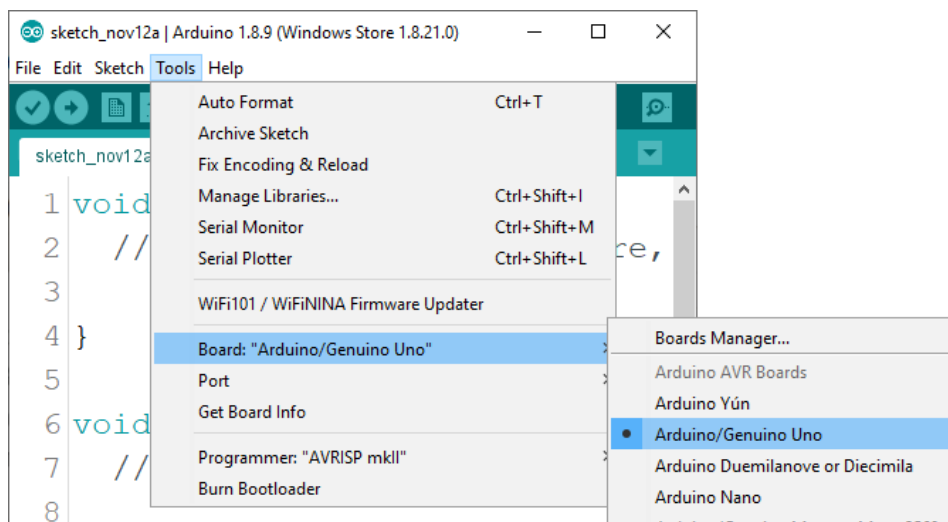 sketch_nov12a | Arduino 1.8.9 (Windows Store 1.8.21.0)
File Edit Sketch Tools Help
sketch_nov12a
1 void
2 // re,
3
4 }
5
6 void
7 //
8
Auto Format Ctrl+T
Archive Sketch
Fix Encoding & Reload
Manage Libraries... Ctrl+Shift+I
Serial Monitor Ctrl+Shift+M
Serial Plotter Ctrl+Shift+L
WiFi101 / WiFiNINA Firmware Updater
Board: "Arduino/Genuino Uno"
Port
Get Board Info
Programmer: "AVRISP mkII"
Burn Bootloader
Boards Manager...
Arduino AVR Boards
Arduino Yún
Arduino/Genuino Uno
Arduino Duemilanove or Diecimila
Arduino Nano